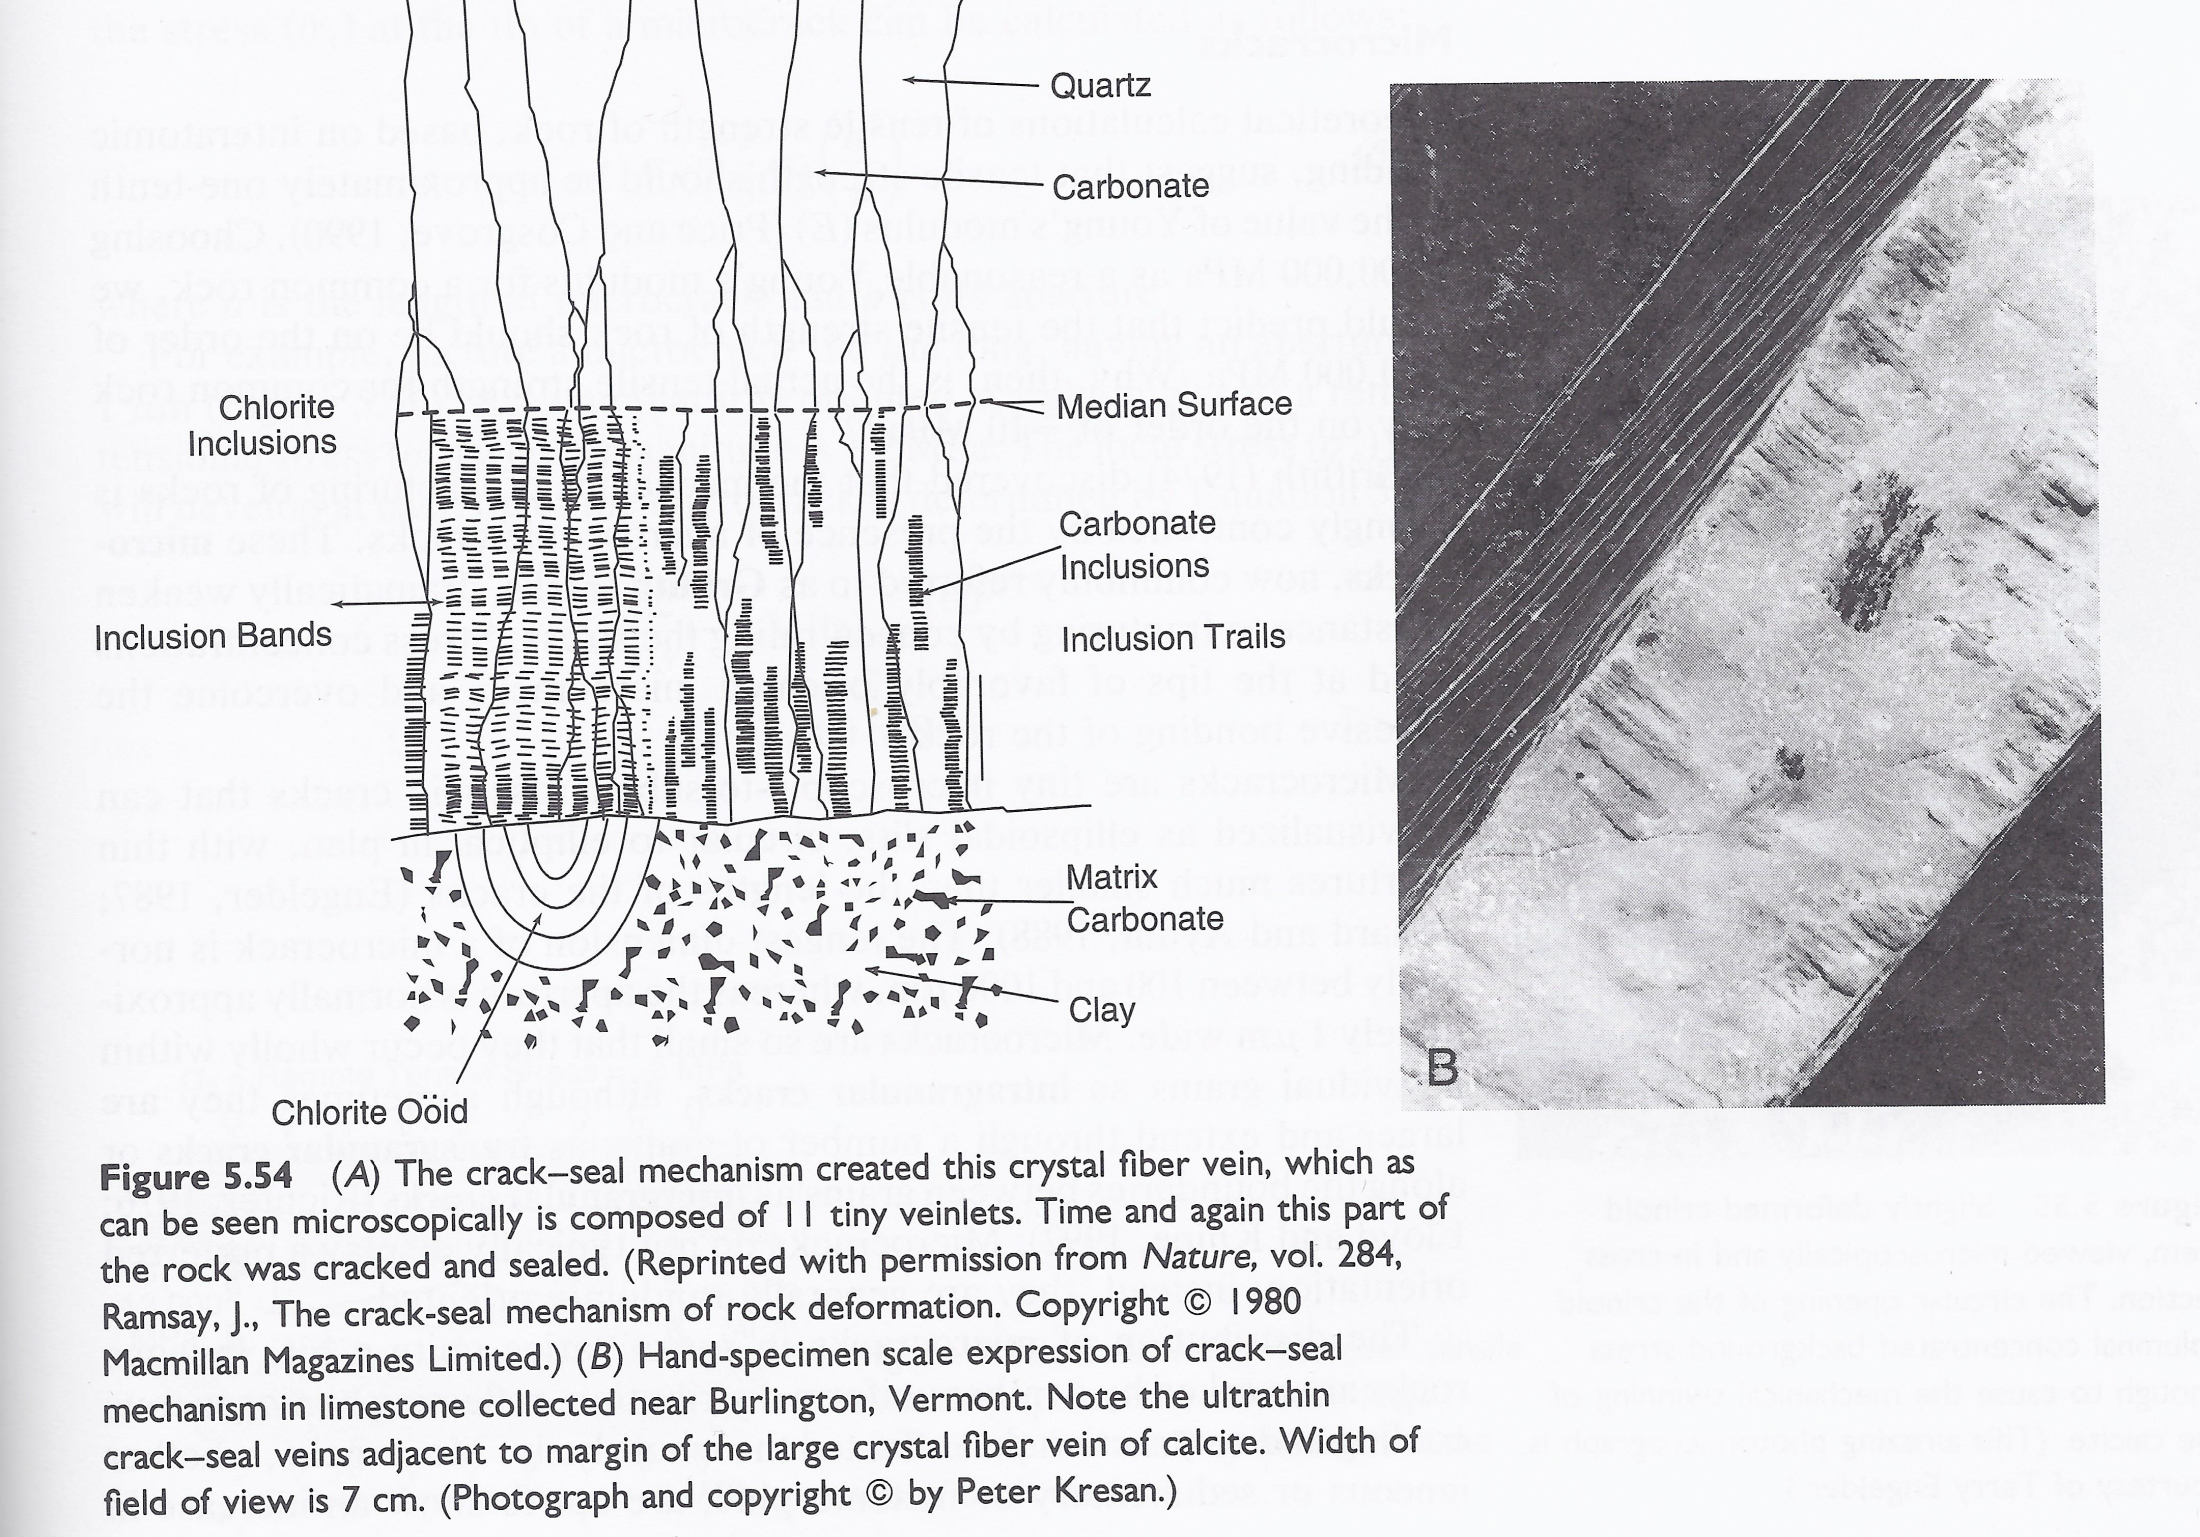 Quartz
Carbonate
Chlorite
Inclusions
Median Surface
Carbonate
Inclusions
Inclusion Bands
Inclusion Trails
Matrix
Carbonate
Clay
Chlorite Oöid
B
Figure 5.54 (A) The crack–seal mechanism created this crystal fiber vein, which as
can be seen microscopically is composed of 11 tiny veinlets. Time and again this part of
the rock was cracked and sealed. (Reprinted with permission from Nature, vol. 284,
Ramsay, J., The crack-seal mechanism of rock deformation. Copyright © 1980
Macmillan Magazines Limited.) (B) Hand-specimen scale expression of crack–seal
mechanism in limestone collected near Burlington, Vermont. Note the ultrathin
crack–seal veins adjacent to margin of the large crystal fiber vein of calcite. Width of
field of view is 7 cm. (Photograph and copyright © by Peter Kresan.)